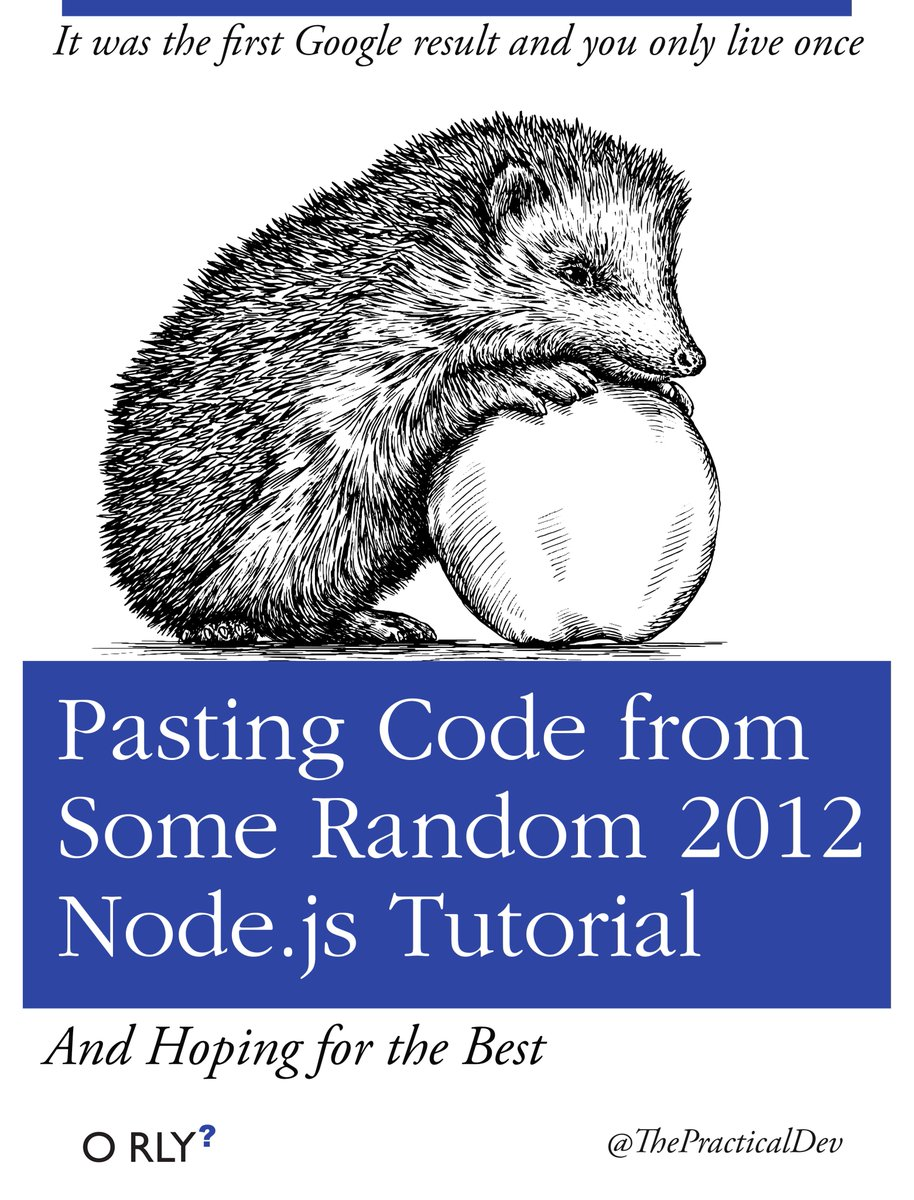 It was the first Google result and you only live once
Pasting Code from
Some Random 2012
Node.js Tutorial
And Hoping for the Best
O RLY?
@ThePracticalDev